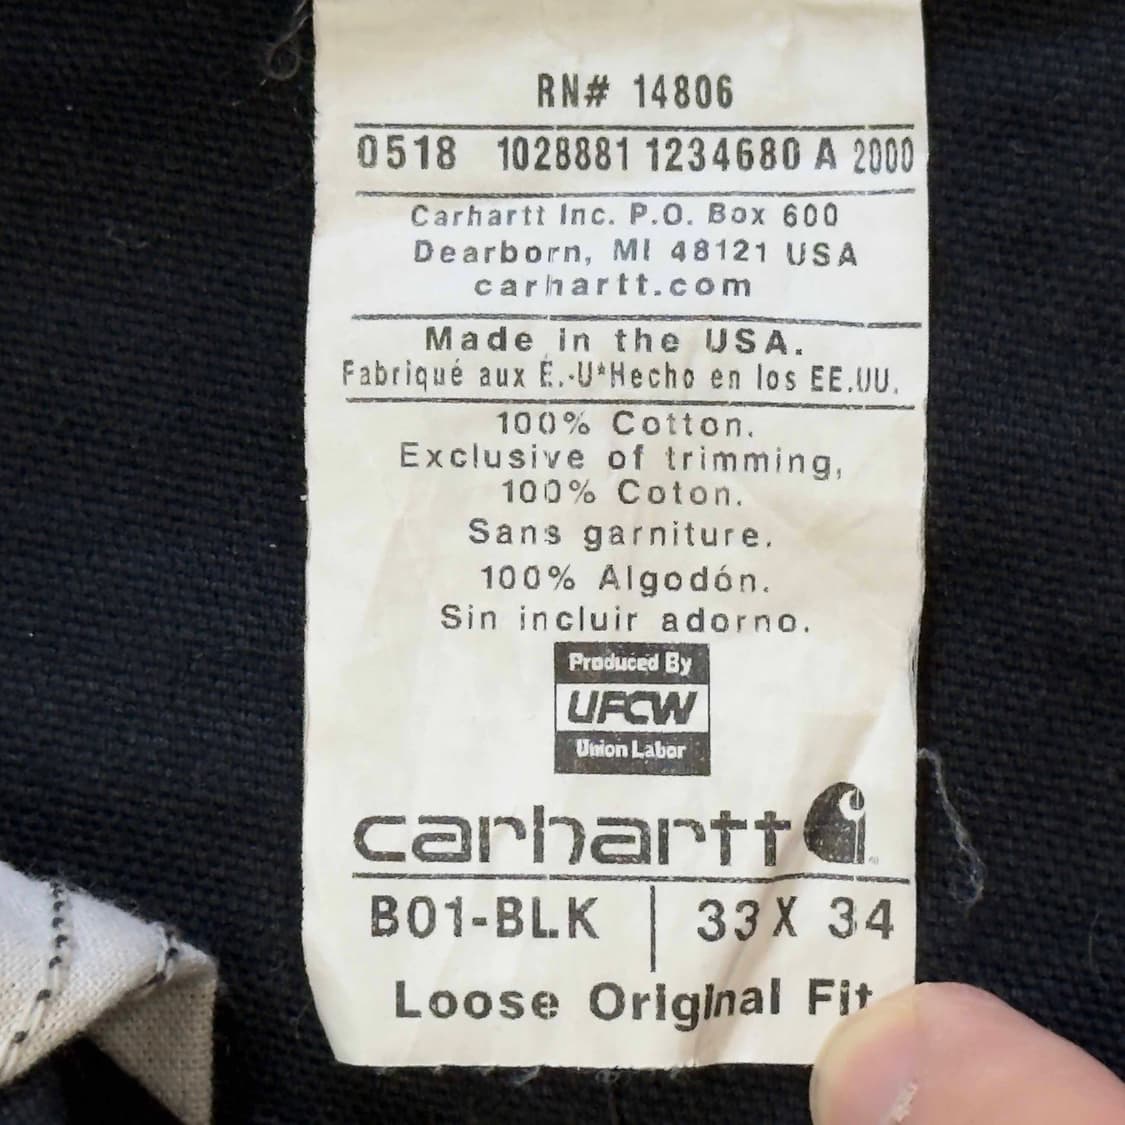 RN# 14806
0518 1028881 1234680 A 2000
Carhartt Inc. P.O. Box 600
Dearborn, MI 48121 USA
carhartt.com
Made in the USA.
Fabriqué aux É.-U*Hecho en los EE.UU.
100% Cotton.
Exclusive of trimming,
100% Coton.
Sans garniture.
100% Algodón.
Sin incluir adorno.
Produced By
UFCW
Union Labor
carhartt
B01-BLK 33 X 34
Loose Original Fit